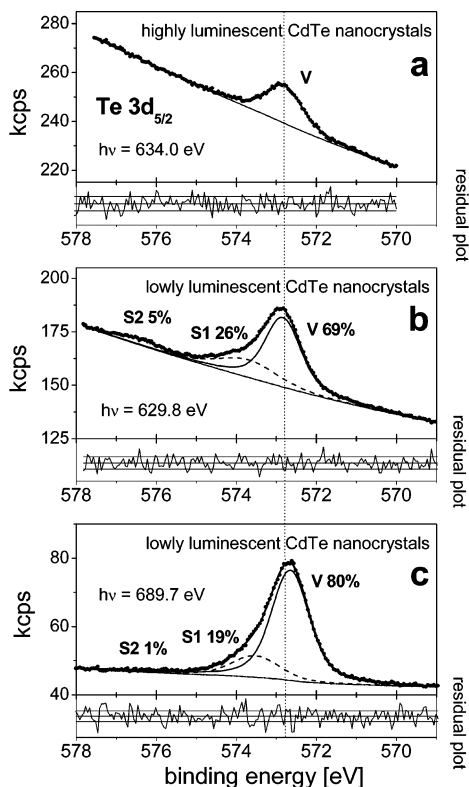 280
260
240
220
kcps
highly luminescent CdTe nanocrystals
a
V
Te 3d5/2
hν = 634.0 eV
578 576 574 572 570
residual plot
200
175
150
125
kcps
lowly luminescent CdTe nanocrystals
b
S2 5%
S1 26%
V 69%
hν = 629.8 eV
578 576 574 572 570
residual plot
80
60
40
kcps
lowly luminescent CdTe nanocrystals
c
hν = 689.7 eV
V 80%
S1 19%
S2 1%
578 576 574 572 570
residual plot
binding energy [eV]